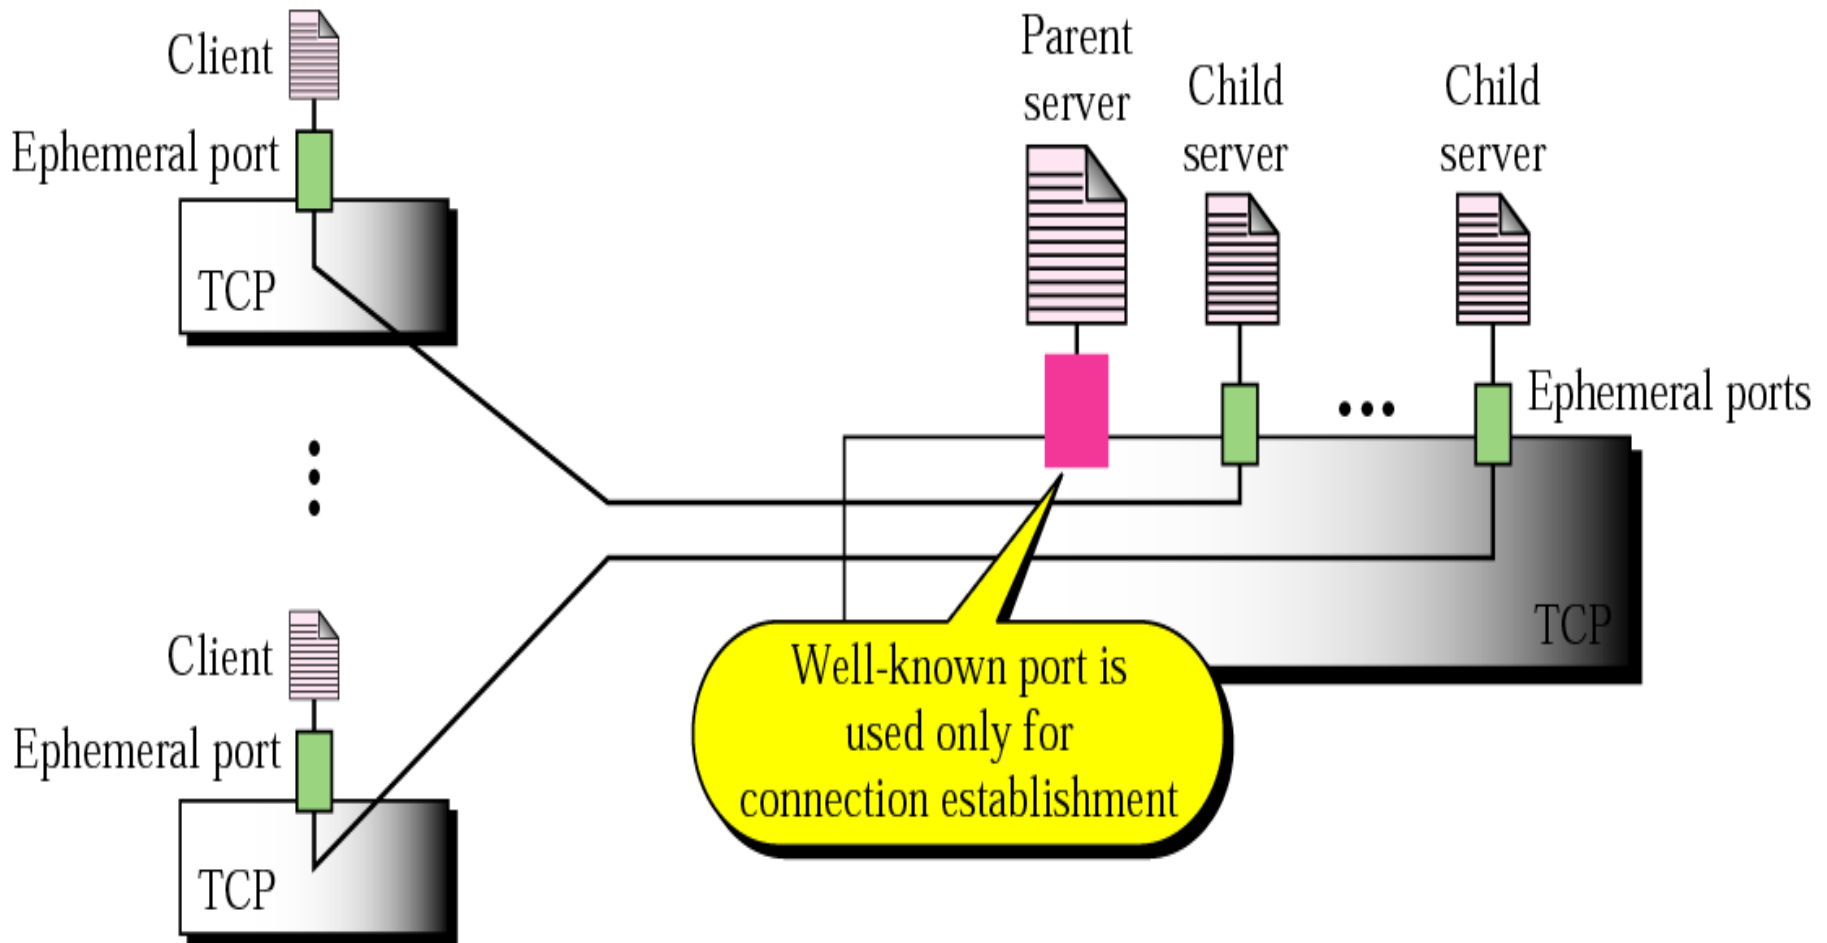 Client
Ephemeral port
TCP
Parent
server
Child
server
Child
server
Ephemeral ports
TCP
Well-known port is
used only for
connection establishment
Client
Ephemeral port
TCP